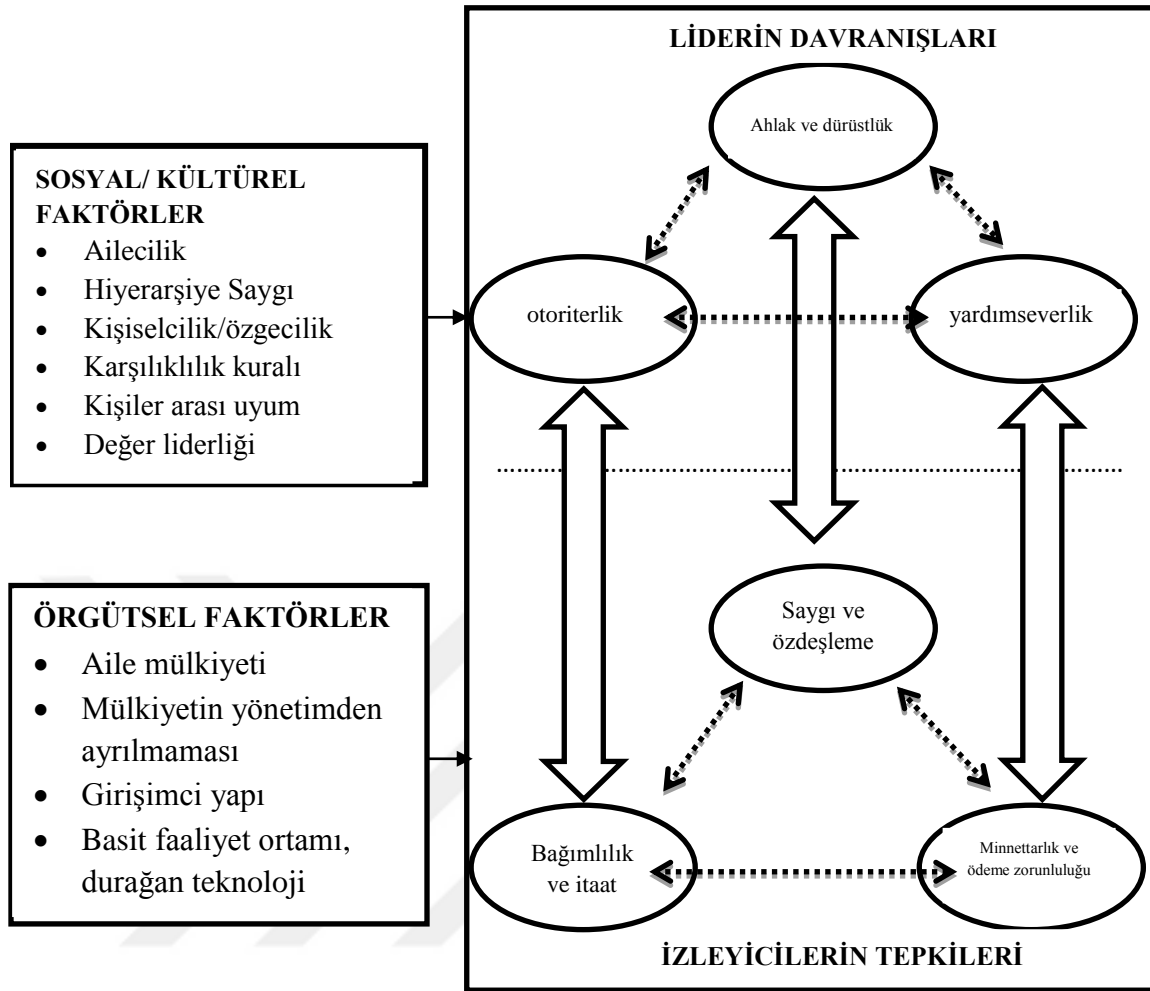 LİDERİN DAVRANIŞLARI
Ahlak ve dürüstlük
SOSYAL/ KÜLTÜREL
FAKTÖRLER
• Ailecilik
• Hiyerarşiye Saygı
• Kişiselcilik/özgecilik
• Karşılıklılık kuralı
• Kişiler arası uyum
• Değer liderliği
otoriterlik
yardımseverlik
ÖRGÜTSEL FAKTÖRLER
• Aile mülkiyeti
• Mülkiyetin yönetimden
ayrılmaması
• Girişimci yapı
• Basit faaliyet ortamı,
durağan teknoloji
Saygı ve
özdeşleme
Bağımlılık
ve itaat
Minnettarlık ve
ödeme zorunluluğu
İZLEYİCİLERİN TEPKİLERİ